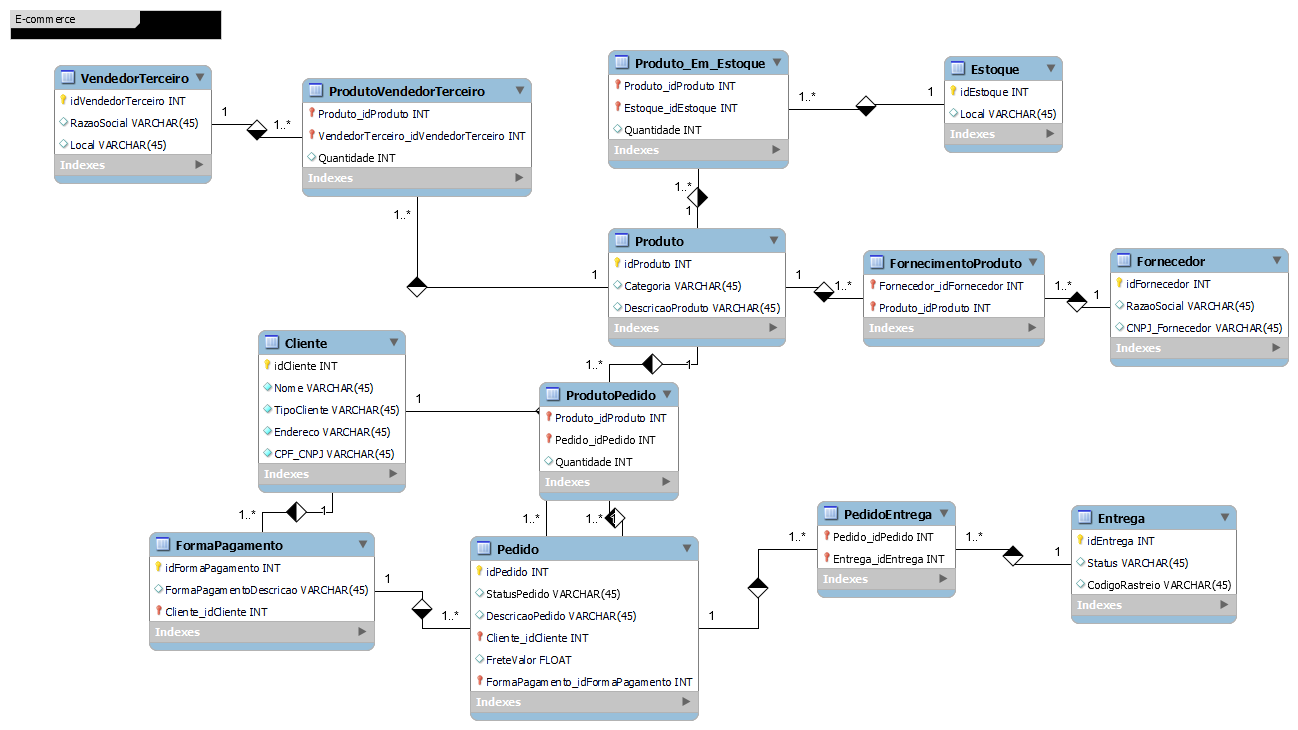 E-commerce
VendedorTerceiro
idVendedorTerceiro INT
RazaoSocial VARCHAR(45)
Local VARCHAR(45)
Indexes
1
1..*
ProdutoVendedorTerceiro
Produto_idProduto INT
VendedorTerceiro_idVendedorTerceiro INT
Quantidade INT
Indexes
1..*
1
Produto_Em_Estoque
Produto_idProduto INT
Estoque_idEstoque INT
Quantidade INT
Indexes
1..*
1
Estoque
idEstoque INT
Local VARCHAR(45)
Indexes
1..*
1
Produto
idProduto INT
Categoria VARCHAR(45)
DescricaoProduto VARCHAR(45)
Indexes
1
1..*
FornecimentoProduto
Fornecedor_idFornecedor INT
Produto_idProduto INT
Indexes
1..*
1
Fornecedor
idFornecedor INT
RazaoSocial VARCHAR(45)
CNPJ_Fornecedor VARCHAR(45)
Indexes
1..*
1
Cliente
idCliente INT
Nome VARCHAR(45)
TipoCliente VARCHAR(45)
Endereco VARCHAR(45)
CPF_CNPJ VARCHAR(45)
Indexes
1
ProdutoPedido
Produto_idProduto INT
Pedido_idPedido INT
Quantidade INT
Indexes
1..*
1
1..*
1..*
1
FormaPagamento
idFormaPagamento INT
FormaPagamentoDescricao VARCHAR(45)
Cliente_idCliente INT
Indexes
1
1..*
Pedido
idPedido INT
StatusPedido VARCHAR(45)
DescricaoPedido VARCHAR(45)
Cliente_idCliente INT
FreteValor FLOAT
FormaPagamento_idFormaPagamento INT
Indexes
1
1..*
PedidoEntrega
Pedido_idPedido INT
Entrega_idEntrega INT
Indexes
1..*
1
Entrega
idEntrega INT
Status VARCHAR(45)
CodigoRastreio VARCHAR(45)
Indexes